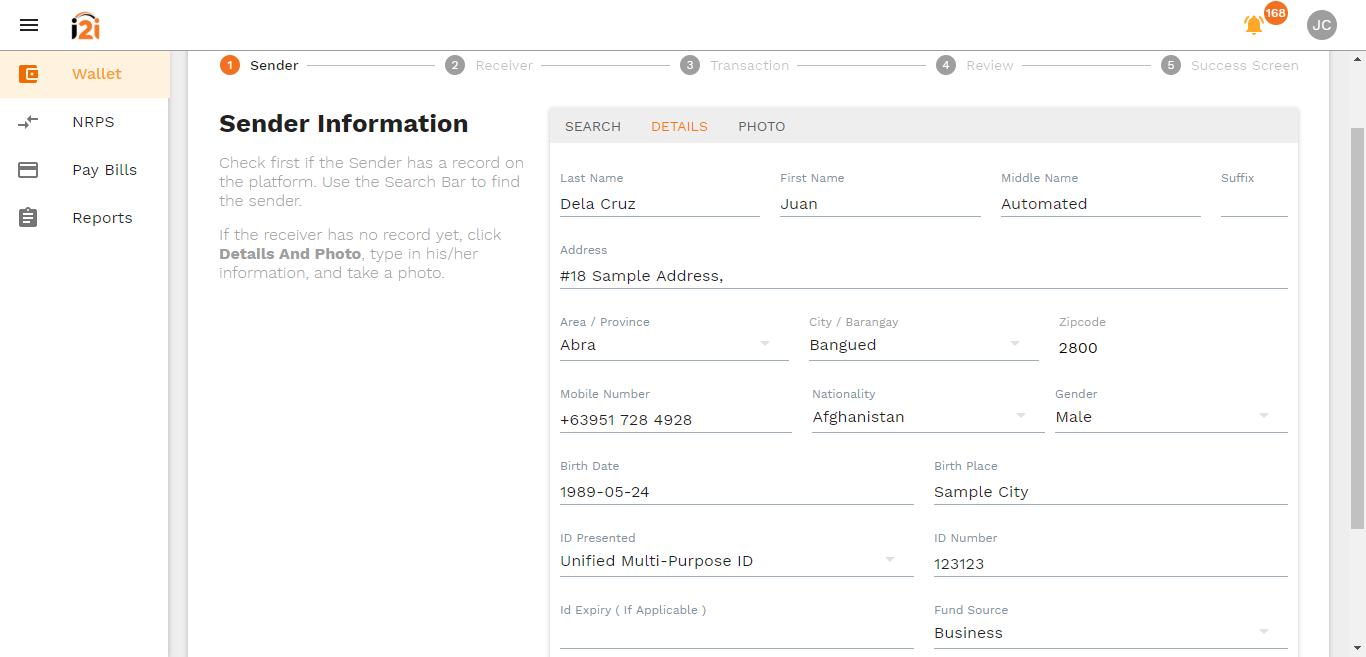 i2i
168
JC
Wallet
NRPS
Pay Bills
Reports
1 Sender 2 Receiver 3 Transaction 4 Review 5 Success Screen
Sender Information
Check first if the Sender has a record on
the platform. Use the Search Bar to find
the sender.
If the receiver has no record yet, click
Details And Photo, type in his/her
information, and take a photo.
SEARCH DETAILS PHOTO
Last Name First Name Middle Name Suffix
Dela Cruz Juan Automated
Address
#18 Sample Address,
Area / Province City / Barangay Zipcode
Abra Bangued 2800
Mobile Number Nationality Gender
+63951 728 4928 Afghanistan Male
Birth Date Birth Place
1989-05-24 Sample City
ID Presented ID Number
Unified Multi-Purpose ID 123123
Id Expiry ( If Applicable ) Fund Source
Business